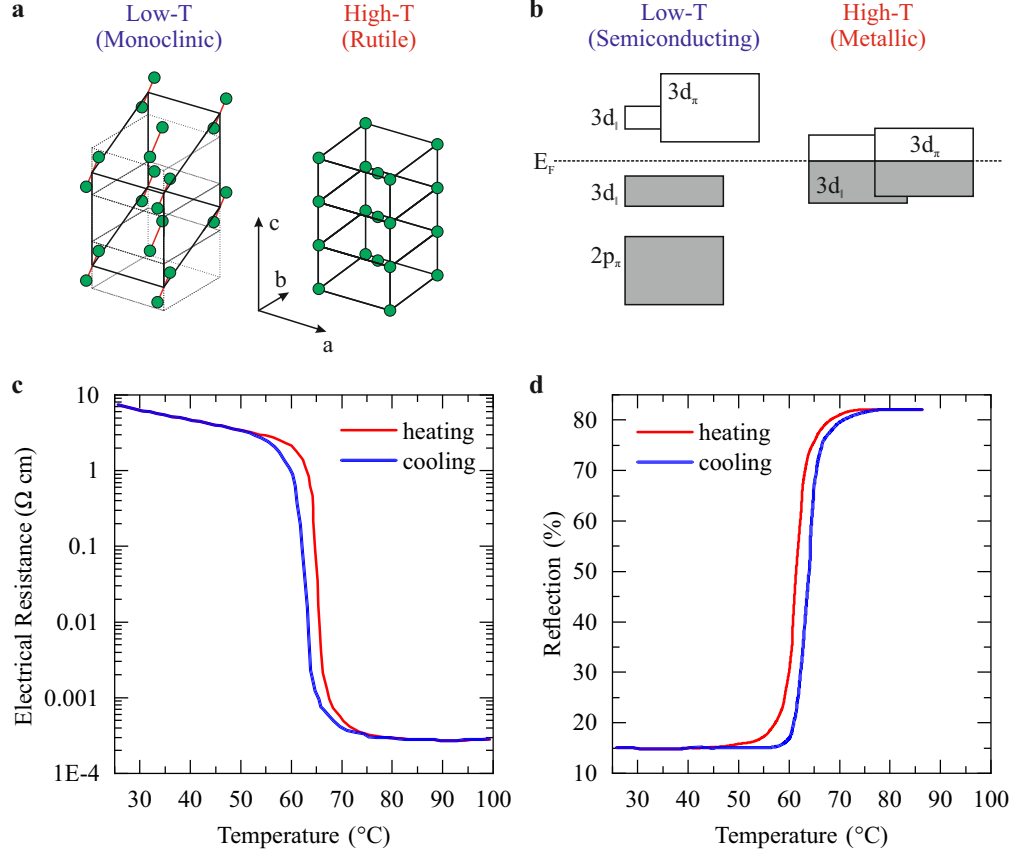 a
Low-T
(Monoclinic)
High-T
(Rutile)
c
b
a
b
Low-T
(Semiconducting)
High-T
(Metallic)
3dπ
3d∥
EF
3dπ
3d∥
3d∥
2pπ
c
10
1
0.1
0.01
0.001
1E-4
Electrical Resistance (Ω cm)
heating
cooling
30 40 50 60 70 80 90 100
Temperature (°C)
d
80
70
60
50
40
30
20
10
Reflection (%)
heating
cooling
30 40 50 60 70 80 90 100
Temperature (°C)